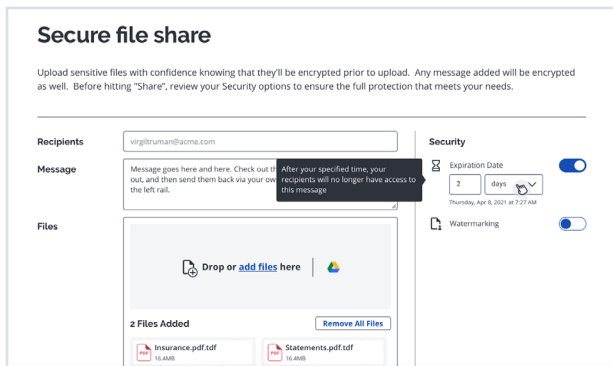 Secure file share
Upload sensitive files with confidence knowing that they'll be encrypted prior to upload. Any message added will be encrypted
as well. Before hitting "Share", review your Security options to ensure the full protection that meets your needs.
Recipients
virgiltruman@acme.com
Message
Message goes here and here. Check out th
out, and then send them back via your ow
the left rail.
After your specified time, your
recipients will no longer have access to
this message
Security
Expiration Date
2 days
Thursday, Apr 8, 2021 at 7:27 AM
Watermarking
Files
Drop or add files here
2 Files Added
Remove All Files
PDF Insurance.pdf.tdf
16.4MB
PDF Statements.pdf.tdf
16.4MB